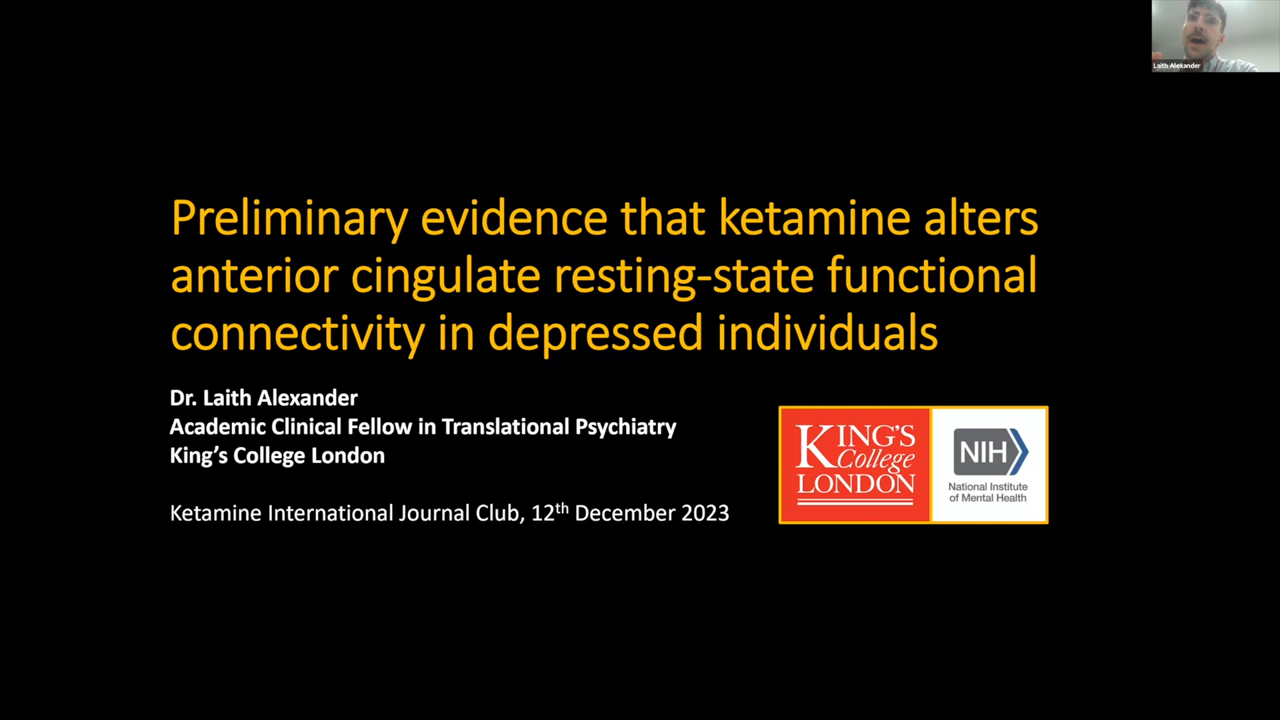 Laith Alexander
Preliminary evidence that ketamine alters
anterior cingulate resting-state functional
connectivity in depressed individuals
Dr. Laith Alexander
Academic Clinical Fellow in Translational Psychiatry
King's College London
Ketamine International Journal Club, 12th December 2023
KING'S
College
LONDON
NIH
National Institute
of Mental Health